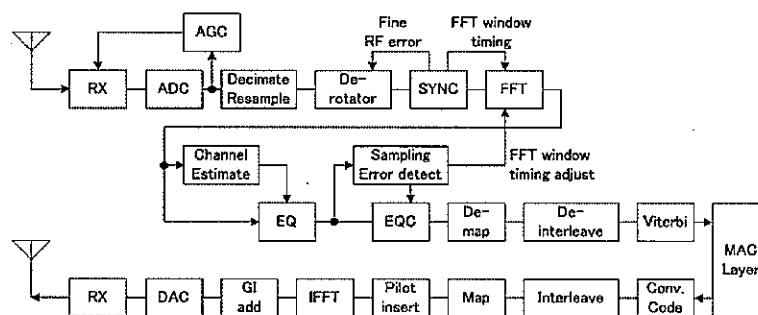 AGC
Fine
RF error
FFT window
timing
RX
ADC
Decimate
Resample
De-
rotator
SYNC
FFT
Channel
Estimate
Sampling
Error detect
FFT window
timing adjust
EQ
EQC
De-
map
De-
interleave
Viterbi
MAC
Layer
RX
DAC
GI
add
IFFT
Pilot
insert
Map
Interleave
Conv.
Code